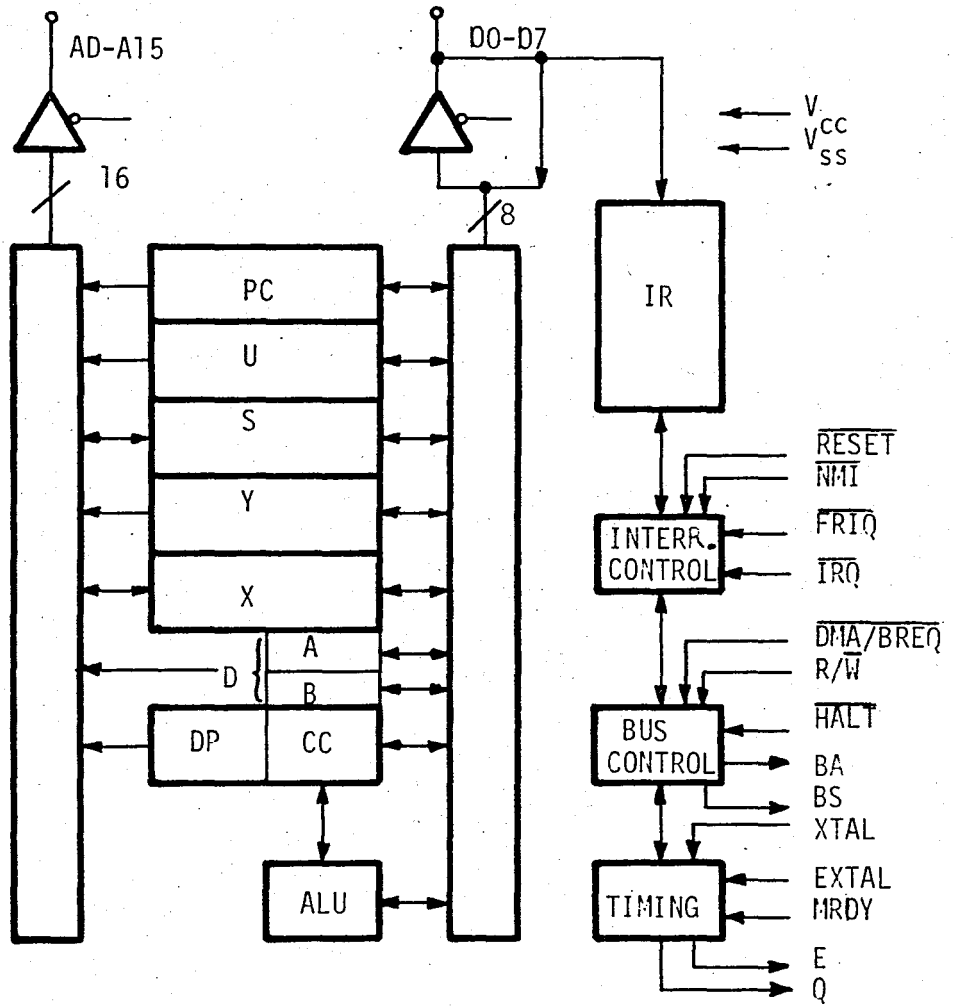 AD-A15
D0-D7
V
CC
V
SS
16
8
PC
IR
U
S
RESET
NMI
Y
FRIQ
INTERR.
CONTROL
IRQ
X
A
D {
B
DMA/BREQ
R/W
HALT
DP
CC
BUS
CONTROL
BA
BS
XTAL
ALU
TIMING
EXTAL
MRDY
E
Q